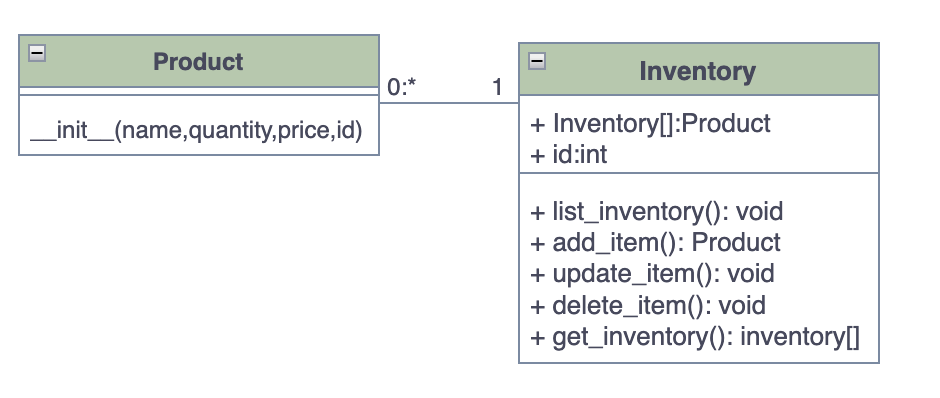 Product
__init__(name,quantity,price,id)
0:*
1
Inventory
+ Inventory[]:Product
+ id:int
+ list_inventory(): void
+ add_item(): Product
+ update_item(): void
+ delete_item(): void
+ get_inventory(): inventory[]